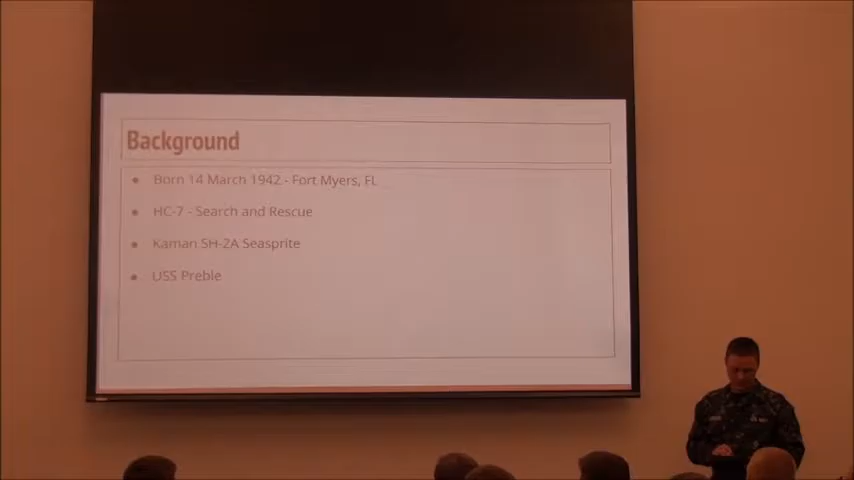 Background
Born 14 March 1942 - Fort Myers, FL
HC-7 - Search and Rescue
Kaman SH-2A Seasprite
USS Preble